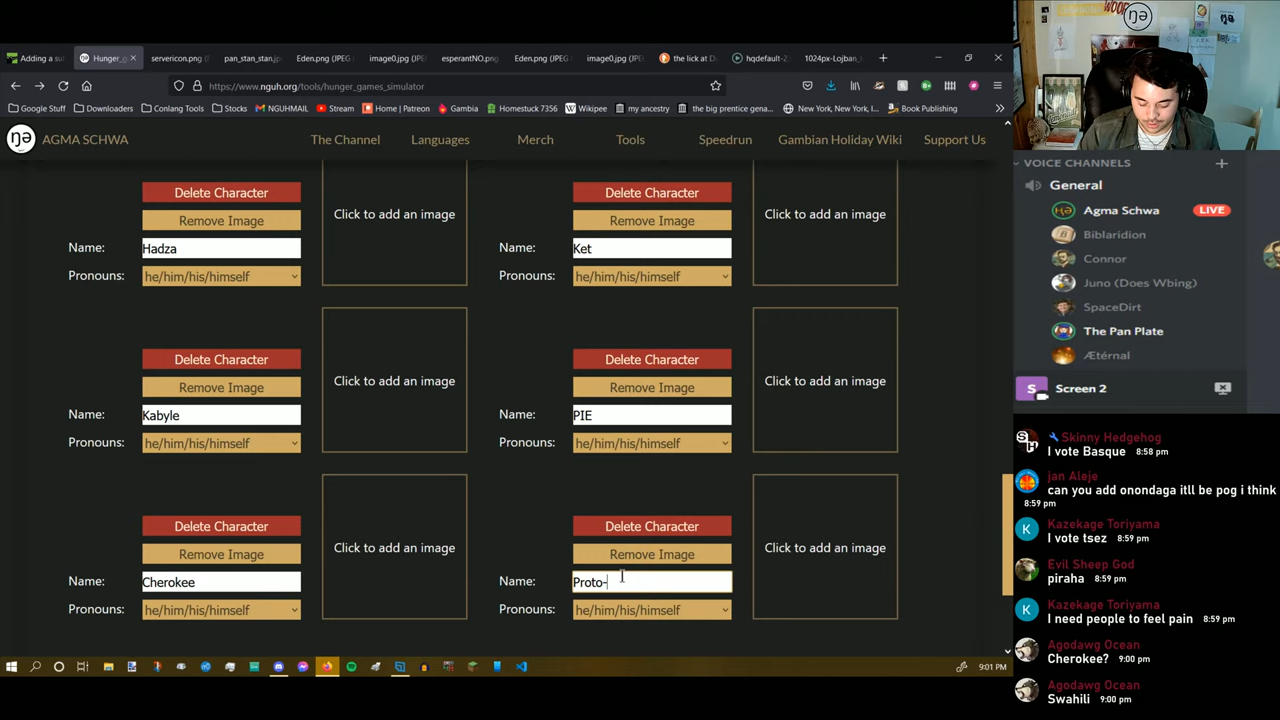 Adding a su
Hunger_g
servericon.png
pan_stan_stan.j
Eden.png (JPEG
image0.jpg (JPE
esperantNO.png
Eden.png (JPEG
image0.jpg (JPE
the lick at D
hqdefault-2
1024px-Lojban_
https://www.nguh.org/tools/hunger_games_simulator
Google Stuff
Downloaders
Conlang Tools
Stocks
NGUHMAIL
Stream
Home | Patreon
Gambia
Homestuck 7356
Wikipee
my ancestry
the big prestige gena...
New York, New York, I...
Book Publishing
ŋə
AGMA SCHWA
The Channel
Languages
Merch
Tools
Speedrun
Gambian Holiday Wiki
Support Us
Delete Character
Remove Image
Name: Hadza
Pronouns: he/him/his/himself
Click to add an image
Delete Character
Remove Image
Name: Ket
Pronouns: he/him/his/himself
Click to add an image
Delete Character
Remove Image
Name: Kabyle
Pronouns: he/him/his/himself
Click to add an image
Delete Character
Remove Image
Name: PIE
Pronouns: he/him/his/himself
Click to add an image
Delete Character
Remove Image
Name: Cherokee
Pronouns: he/him/his/himself
Click to add an image
Delete Character
Remove Image
Name: Proto-
Pronouns: he/him/his/himself
Click to add an image
9:01 PM
ŋə
VOICE CHANNELS
General
Agma Schwa LIVE
Biblaridion
Connor
Juno (Does Wbing)
SpaceDirt
The Pan Plate
Ætérnal
S Screen 2
Skinny Hedgehog
I vote Basque 8:58 pm
jan Aleje
can you add onondaga itll be pog i think
8:59 pm
Kazekage Toriyama
I vote tsez 8:59 pm
Evil Sheep God
piraha 8:59 pm
Kazekage Toriyama
I need people to feel pain 8:59 pm
Agodawg Ocean
Cherokee? 9:00 pm
Agodawg Ocean
Swahili 9:00 pm